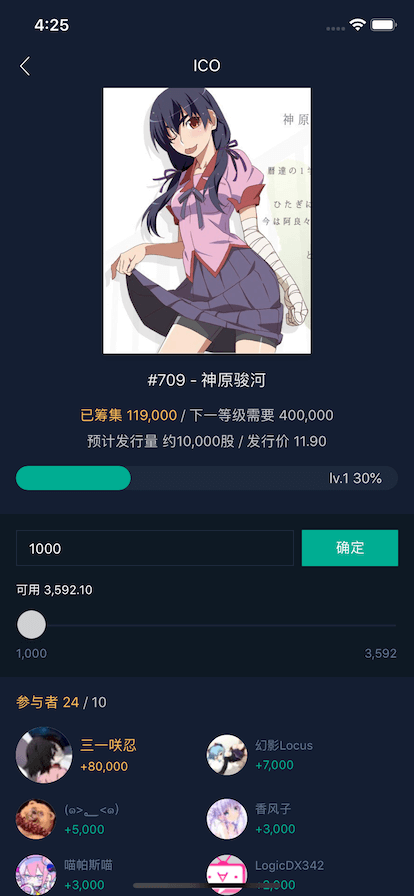 4:25
ICO
神原
暦達の1
ひたぎに
今は阿良々
#709 - 神原骏河
已筹集 119,000 / 下一等级需要 400,000
预计发行量 约10,000股 / 发行价 11.90
lv.1 30%
1000 确定
可用 3,592.10
1,000 3,592
参与者 24 / 10
三一咲忍 幻影Locus
+80,000 +7,000
(๑>؂<๑) 香风子
+5,000 +3,000
喵帕斯喵 LogicDX342
+3,000